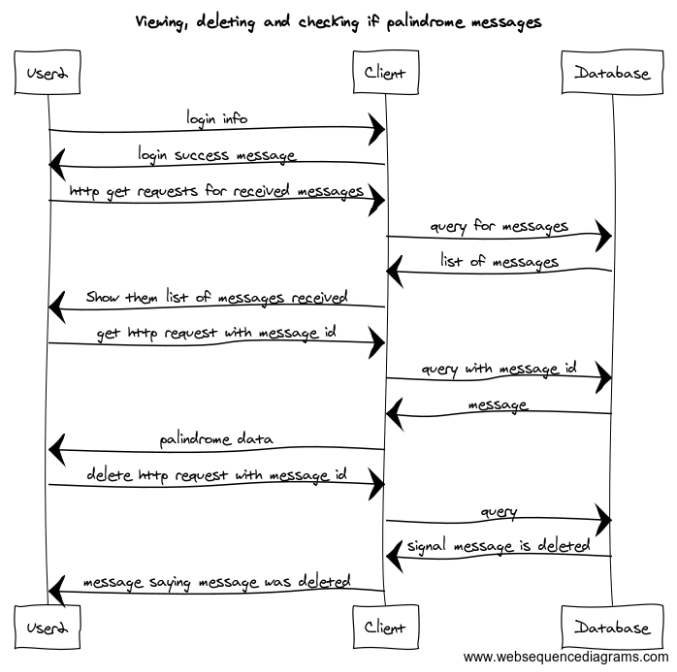 Viewing, deleting and checking if palindrome messages
User2
Client
Database
login info
login success message
http get requests for received messages
query for messages
list of messages
Show them list of messages received
get http request with message id
query with message id
message
palindrome data
delete http request with message id
query
signal message is deleted
message saying message was deleted
User2
Client
Database
www.websequencediagrams.com